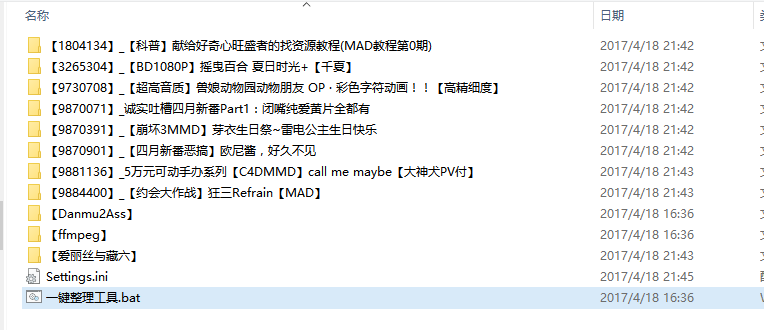 名称 日期 类
【1804134】_【科普】献给好奇心旺盛者的找资源教程(MAD教程第0期) 2017/4/18 21:42
【3265304】_【BD1080P】摇曳百合 夏日时光+【千夏】 2017/4/18 21:42
【9730708】_【超高音质】兽娘动物园动物朋友 OP · 彩色字符动画！！【高精细度】 2017/4/18 21:42
【9870071】_诚实吐槽四月新番Part1：闭嘴纯爱黄片全都有 2017/4/18 21:42
【9870391】_【崩坏3MMD】芽衣生日祭~雷电公主生日快乐 2017/4/18 21:42
【9870901】_【四月新番恶搞】欧尼酱，好久不见 2017/4/18 21:42
【9881136】_5万元可动手办系列【C4DMMD】call me maybe【大神犬PV付】 2017/4/18 21:43
【9884400】_【约会大作战】狂三Refrain【MAD】 2017/4/18 21:43
【Danmu2Ass】 2017/4/18 16:36
【ffmpeg】 2017/4/18 16:36
【爱丽丝与藏六】 2017/4/18 21:43
Settings.ini 2017/4/18 21:45
一键整理工具.bat 2017/4/18 16:36